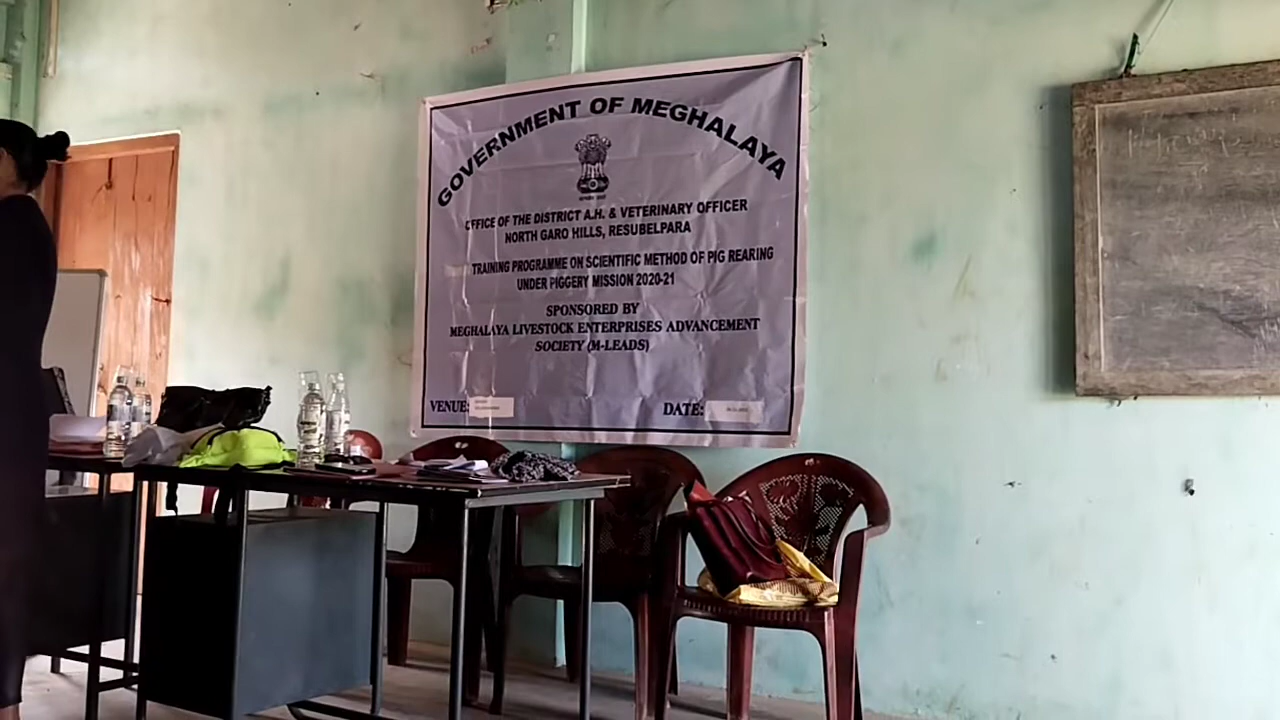 GOVERNMENT OF MEGHALAYA
OFFICE OF THE DISTRICT A.H. & VETERINARY OFFICER
NORTH GARO HILLS, RESUBELPARA
TRAINING PROGRAMME ON SCIENTIFIC METHOD OF PIG REARING
UNDER PIGGERY MISSION 2020-21
SPONSORED BY
MEGHALAYA LIVESTOCK ENTERPRISES ADVANCEMENT
SOCIETY (M-LEADS)
VENUE:
DATE: